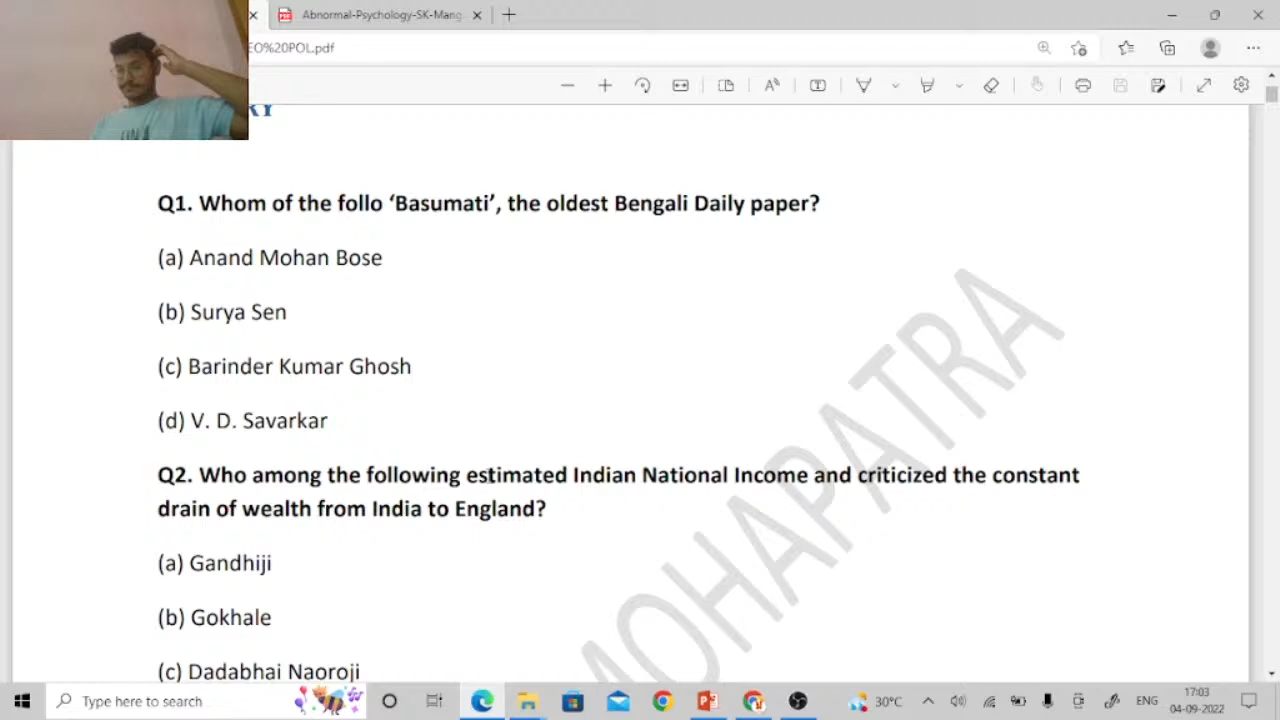 Abnormal-Psychology-SK-Mang
EO%20POL.pdf
Q1. Whom of the follo ‘Basumati’, the oldest Bengali Daily paper?
(a) Anand Mohan Bose
(b) Surya Sen
(c) Barinder Kumar Ghosh
(d) V. D. Savarkar
Q2. Who among the following estimated Indian National Income and criticized the constant
drain of wealth from India to England?
(a) Gandhiji
(b) Gokhale
(c) Dadabhai Naoroji
MOHAPATRA
Type here to search
30°C
ENG
17:03
04-09-2022